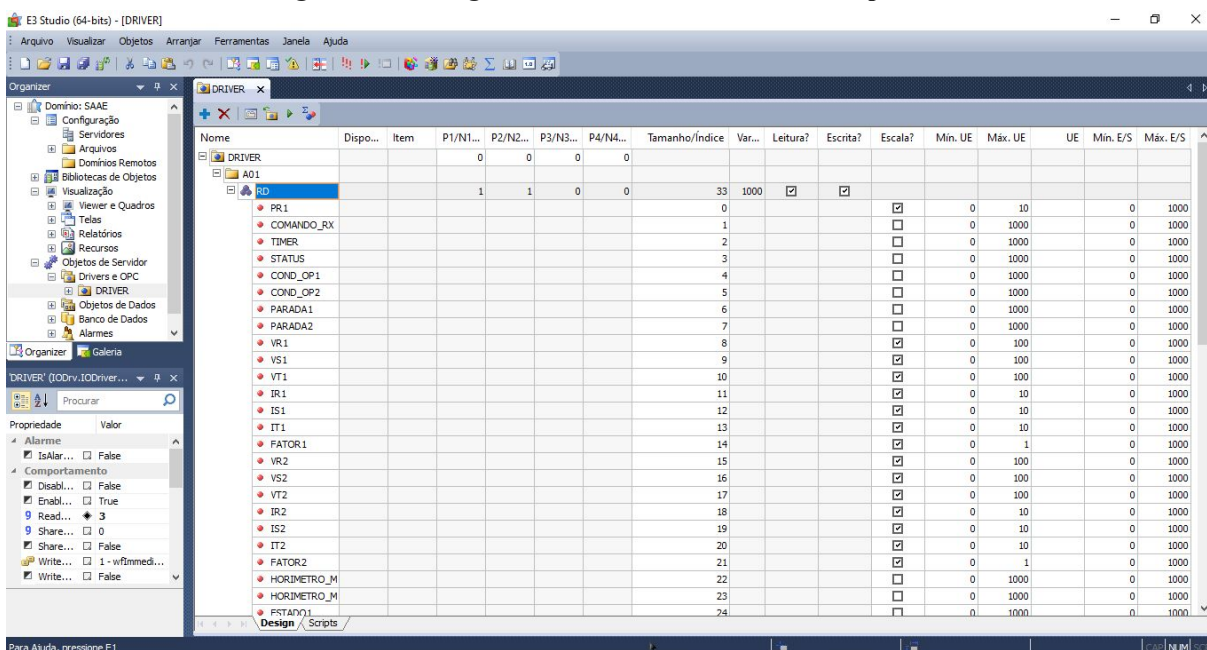 E3 Studio (64-bits) - [DRIVER]
Arquivo Visualizar Objetos Arranjar Ferramentas Janela Ajuda
Organizer
Domínio: SAAE
Configuração
Servidores
Arquivos
Domínios Remotos
Bibliotecas de Objetos
Visualização
Viewer e Quadros
Telas
Relatórios
Recursos
Objetos de Servidor
Drivers e OPC
DRIVER
Objetos de Dados
Banco de Dados
Alarmes
Organizer Galeria
'DRIVER' (IODrv.IODriver...
Procurar
Propriedade Valor
Alarme
IsAlar... False
Comportamento
Disabl... False
Enabl... True
Read... 3
Share... 0
Share... False
Write... 1 - wfImmedi...
Write... False
DRIVER X
Nome Dispo... Item P1/N1... P2/N2... P3/N3... P4/N4... Tamanho/Índice Var... Leitura? Escrita? Escala? Mín. UE Máx. UE UE Mín. E/S Máx. E/S
DRIVER 0 0 0 0
A01
RD 1 1 0 0 33 1000
PR1 0 0 10 0 1000
COMANDO_RX 1 0 1000 0 1000
TIMER 2 0 1000 0 1000
STATUS 3 0 1000 0 1000
COND_OP1 4 0 1000 0 1000
COND_OP2 5 0 1000 0 1000
PARADA1 6 0 1000 0 1000
PARADA2 7 0 1000 0 1000
VR1 8 0 100 0 1000
VS1 9 0 100 0 1000
VT1 10 0 100 0 1000
IR1 11 0 10 0 1000
IS1 12 0 10 0 1000
IT1 13 0 10 0 1000
FATOR1 14 0 1 0 1000
VR2 15 0 100 0 1000
VS2 16 0 100 0 1000
VT2 17 0 100 0 1000
IR2 18 0 10 0 1000
IS2 19 0 10 0 1000
IT2 20 0 10 0 1000
FATOR2 21 0 1 0 1000
HORIMETRO_M 22 0 1000 0 1000
HORIMETRO_M 23 0 1000 0 1000
ESTADO1 24 0 1000 0 1000
Design Scripts
Para Ajuda, pressione F1
CAP NUM